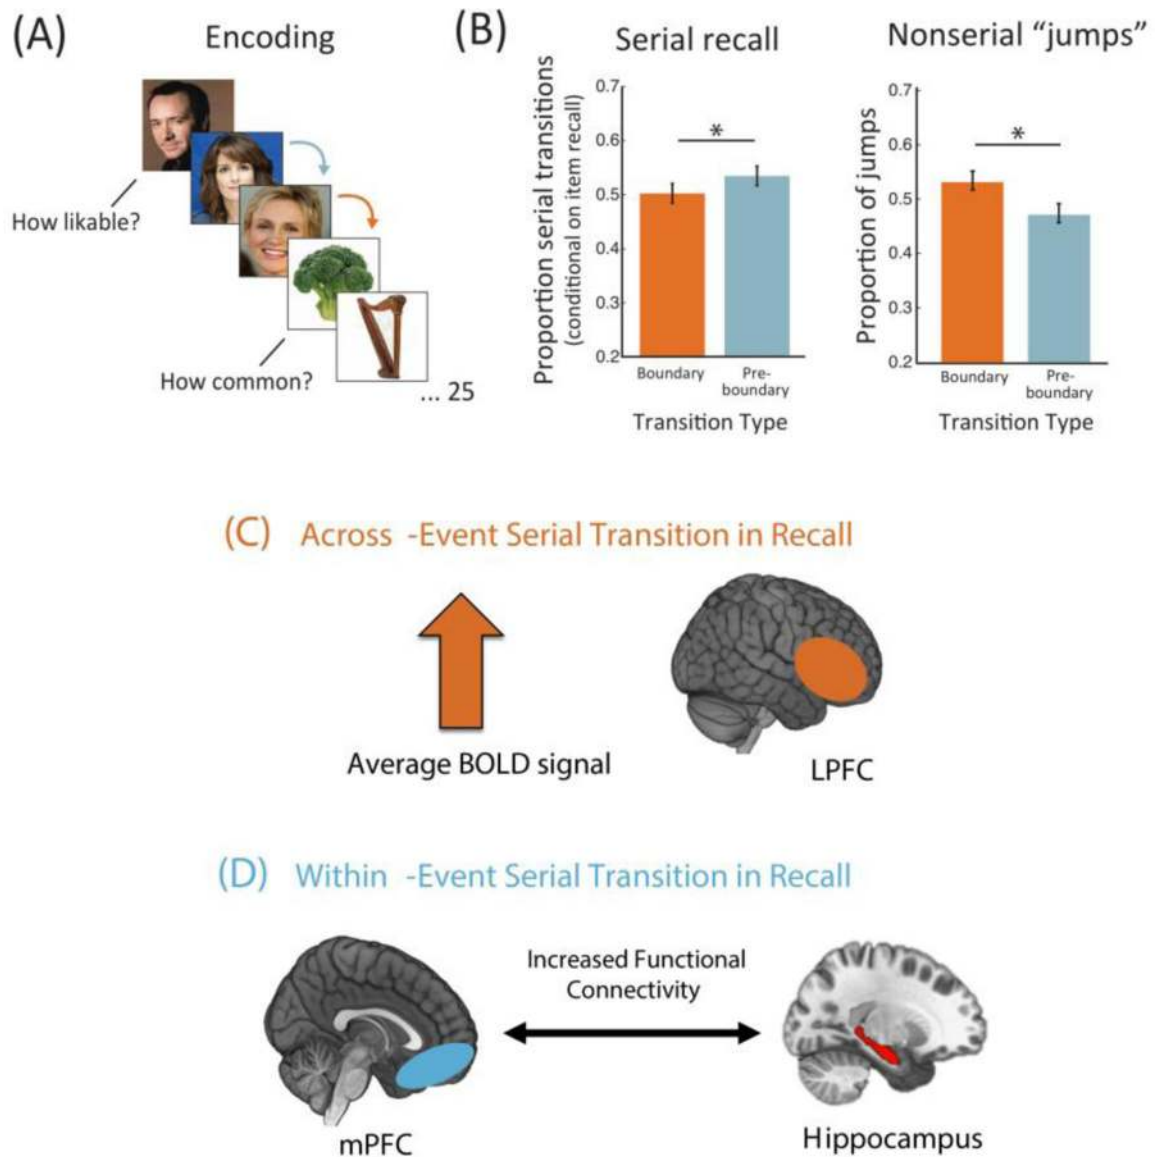 (A)
Encoding
How likable?
How common?
... 25
(B)
Serial recall
Proportion serial transitions
(conditional on item recall)
0.7
0.6
0.5
0.4
0.3
0.2
*
Boundary
Pre-
boundary
Transition Type
Nonserial “jumps”
Proportion of jumps
0.7
0.6
0.5
0.4
0.3
0.2
*
Boundary
Pre-
boundary
Transition Type
(C) Across -Event Serial Transition in Recall
Average BOLD signal
LPFC
(D) Within -Event Serial Transition in Recall
Increased Functional
Connectivity
mPFC
Hippocampus